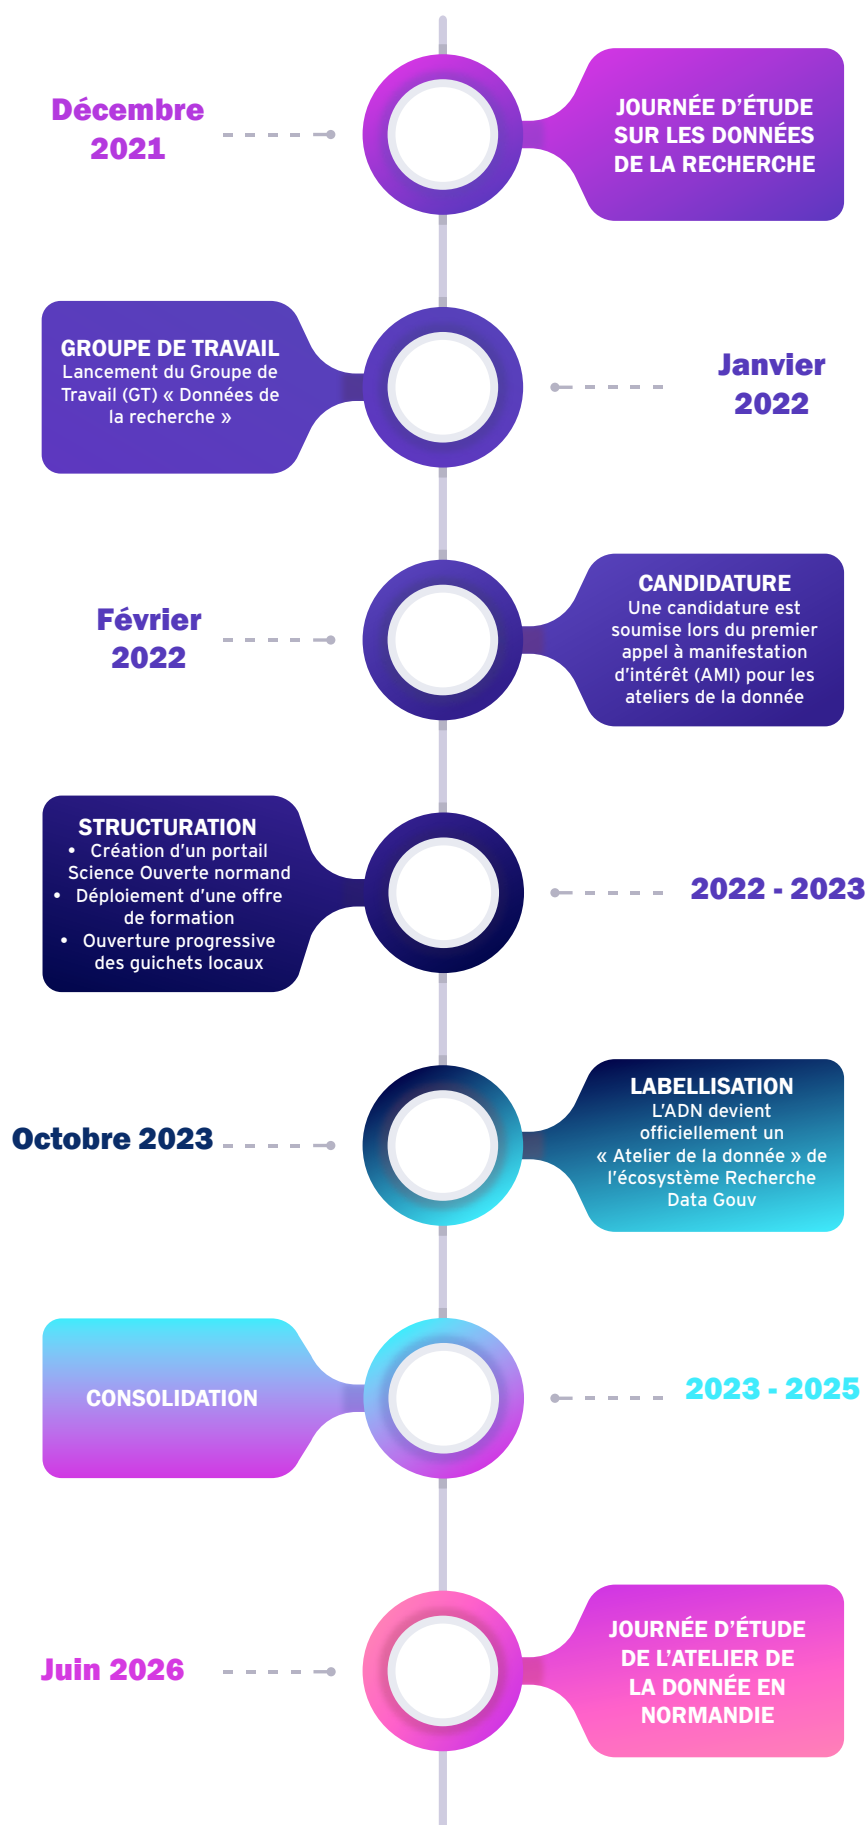 Décembre
2021
JOURNÉE D'ÉTUDE
SUR LES DONNÉES
DE LA RECHERCHE
GROUPE DE TRAVAIL
Lancement du Groupe de
Travail (GT) « Données de
la recherche »
Janvier
2022
Février
2022
CANDIDATURE
Une candidature est
soumise lors du premier
appel à manifestation
d'intérêt (AMI) pour les
ateliers de la donnée
STRUCTURATION
• Création d'un portail
Science Ouverte normand
• Déploiement d'une offre
de formation
• Ouverture progressive
des guichets locaux
2022 - 2023
Octobre 2023
LABELLISATION
L'ADN devient
officiellement un
« Atelier de la donnée » de
l'écosystème Recherche
Data Gouv
CONSOLIDATION
2023 - 2025
Juin 2026
JOURNÉE D'ÉTUDE
DE L'ATELIER DE
LA DONNÉE EN
NORMANDIE